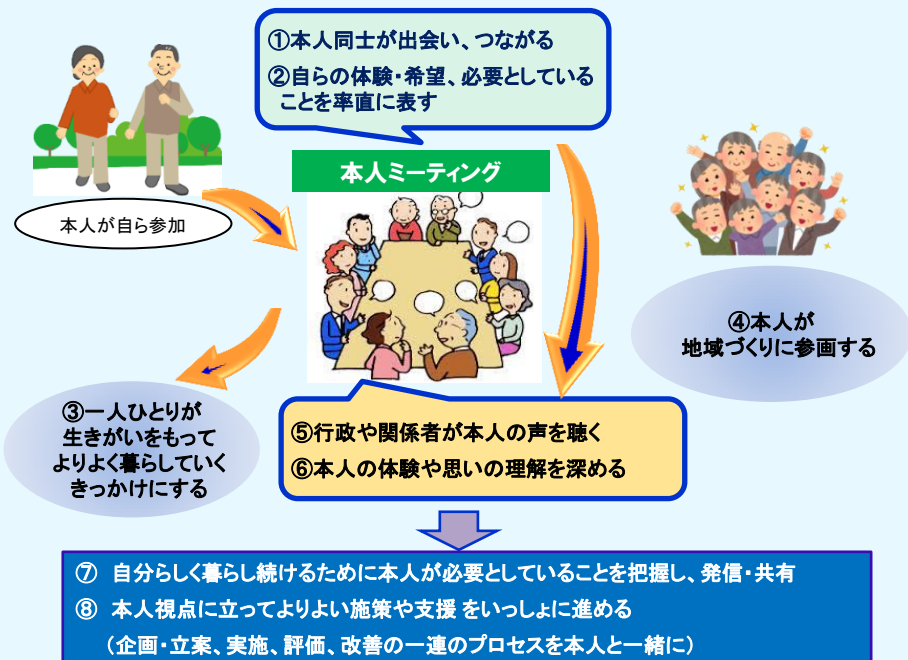 ①本人同士が出会い、つながる
②自らの体験・希望、必要としている
ことを率直に表す
本人ミーティング
本人が自ら参加
④本人が
地域づくりに参画する
③一人ひとりが
生きがいをもって
よりよく暮らしていく
きっかけにする
⑤行政や関係者が本人の声を聴く
⑥本人の体験や思いの理解を深める
⑦ 自分らしく暮らし続けるために本人が必要としていることを把握し、発信・共有
⑧ 本人視点に立ってよりよい施策や支援 をいっしょに進める
（企画・立案、実施、評価、改善の一連のプロセスを本人と一緒に）